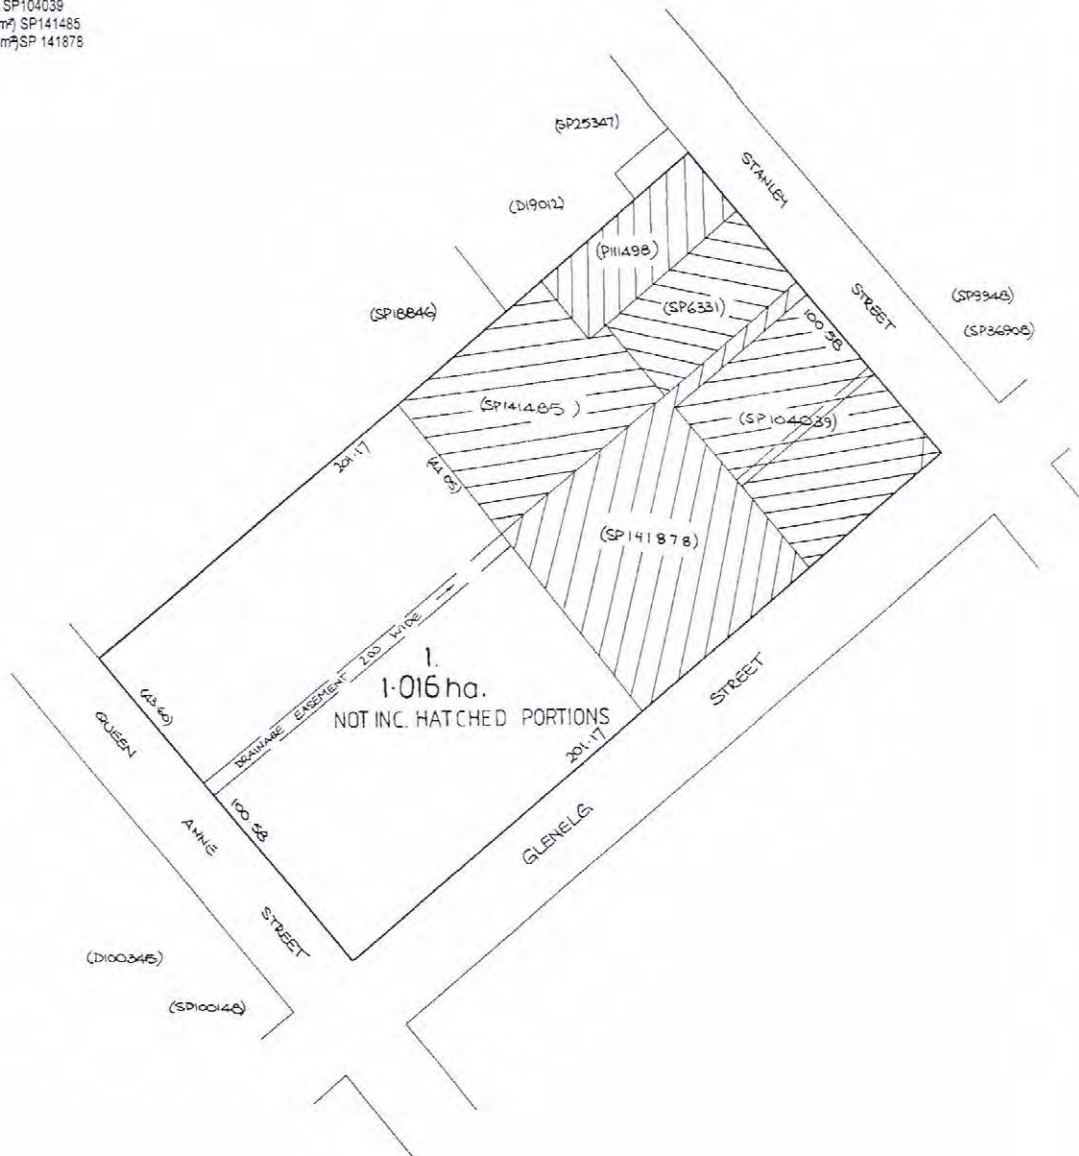 SP104039
m²) SP141485
m²)SP 141878
(SP25347)
STANLEY
(D19012)
(P111498)
STREET
(SP9948)
(SP6331)
(SP18846)
100.58
(SP36908)
(SP141485 )
(SP104039)
201.17
(44.05)
(SP141878)
DRAINAGE EASEMENT 2.00 WIDE
1.
1.016 ha.
NOT INC. HATCHED PORTIONS
STREET
(43.60)
QUEEN
201.17
100.58
ANNE
GLENELG
STREET
(D100345)
(SP100148)